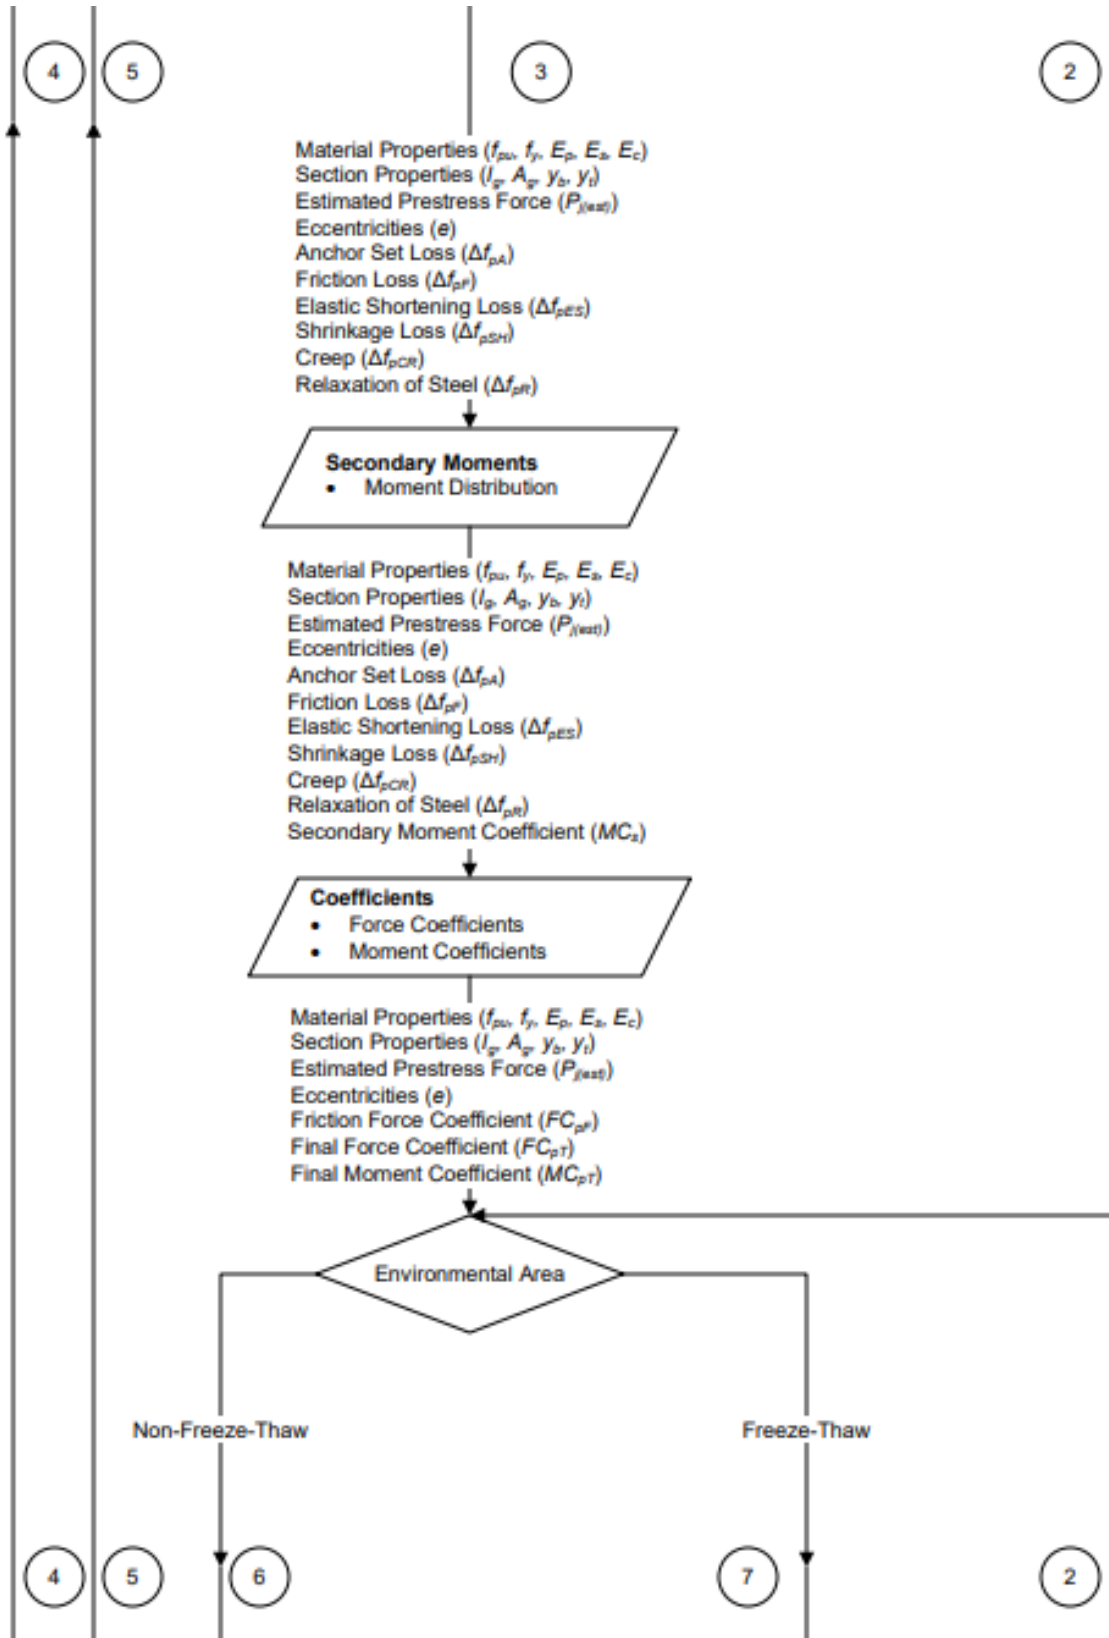 4 5 3 2
Material Properties (fpu, fy, Ep, Es, Ec)
Section Properties (Ig, Ag, yb, yt)
Estimated Prestress Force (Pj(est))
Eccentricities (e)
Anchor Set Loss (ΔfpA)
Friction Loss (ΔfpF)
Elastic Shortening Loss (ΔfpES)
Shrinkage Loss (ΔfpSH)
Creep (ΔfpCR)
Relaxation of Steel (ΔfpR)
Secondary Moments
• Moment Distribution
Material Properties (fpu, fy, Ep, Es, Ec)
Section Properties (Ig, Ag, yb, yt)
Estimated Prestress Force (Pj(est))
Eccentricities (e)
Anchor Set Loss (ΔfpA)
Friction Loss (ΔfpF)
Elastic Shortening Loss (ΔfpES)
Shrinkage Loss (ΔfpSH)
Creep (ΔfpCR)
Relaxation of Steel (ΔfpR)
Secondary Moment Coefficient (MCs)
Coefficients
• Force Coefficients
• Moment Coefficients
Material Properties (fpu, fy, Ep, Es, Ec)
Section Properties (Ig, Ag, yb, yt)
Estimated Prestress Force (Pj(est))
Eccentricities (e)
Friction Force Coefficient (FCpF)
Final Force Coefficient (FCpT)
Final Moment Coefficient (MCpT)
Environmental Area
Non-Freeze-Thaw Freeze-Thaw
4 5 6 7 2